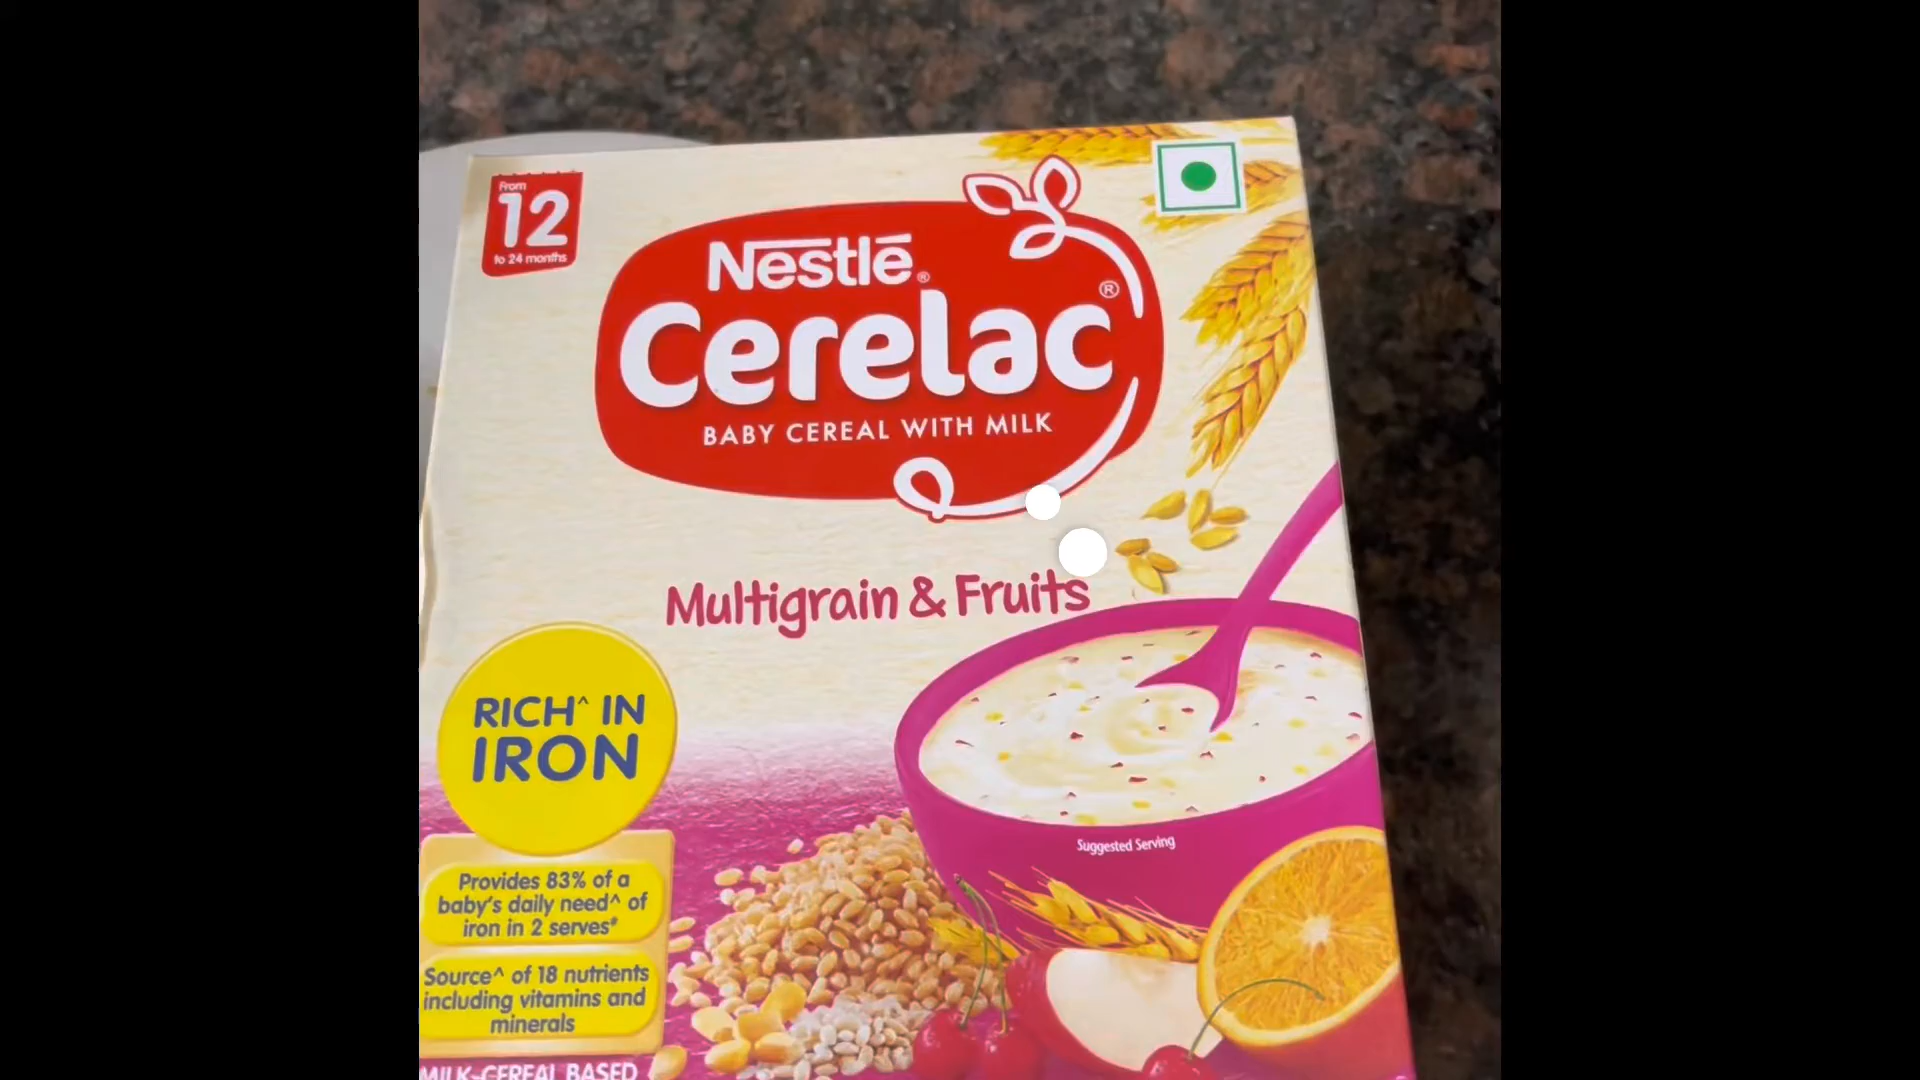 From
12
to 24 months
Nestlé®
Cerelac®
BABY CEREAL WITH MILK
Multigrain & Fruits
RICH^ IN
IRON
Provides 83% of a
baby's daily need^ of
iron in 2 serves#
Source^ of 18 nutrients
including vitamins and
minerals
Suggested Serving
MILK-CEREAL BASED